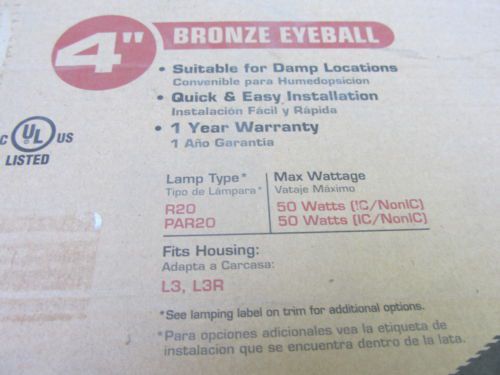 4" BRONZE EYEBALL
• Suitable for Damp Locations
Convenible para Humedopsicion
• Quick & Easy Installation
Instalación Fácil y Rápida
• 1 Year Warranty
1 Año Garantia
C UL US
LISTED
Lamp Type* Max Wattage
Tipo de Lámpara* Vataje Máximo
R20 50 Watts (IC/NonIC)
PAR20 50 Watts (IC/NonIC)
Fits Housing:
Adapta a Carcasa:
L3, L3R
*See lamping label on trim for additional options.
*Para opciones adicionales vea la etiqueta de
instalacion que se encuentra dentro de la lata.